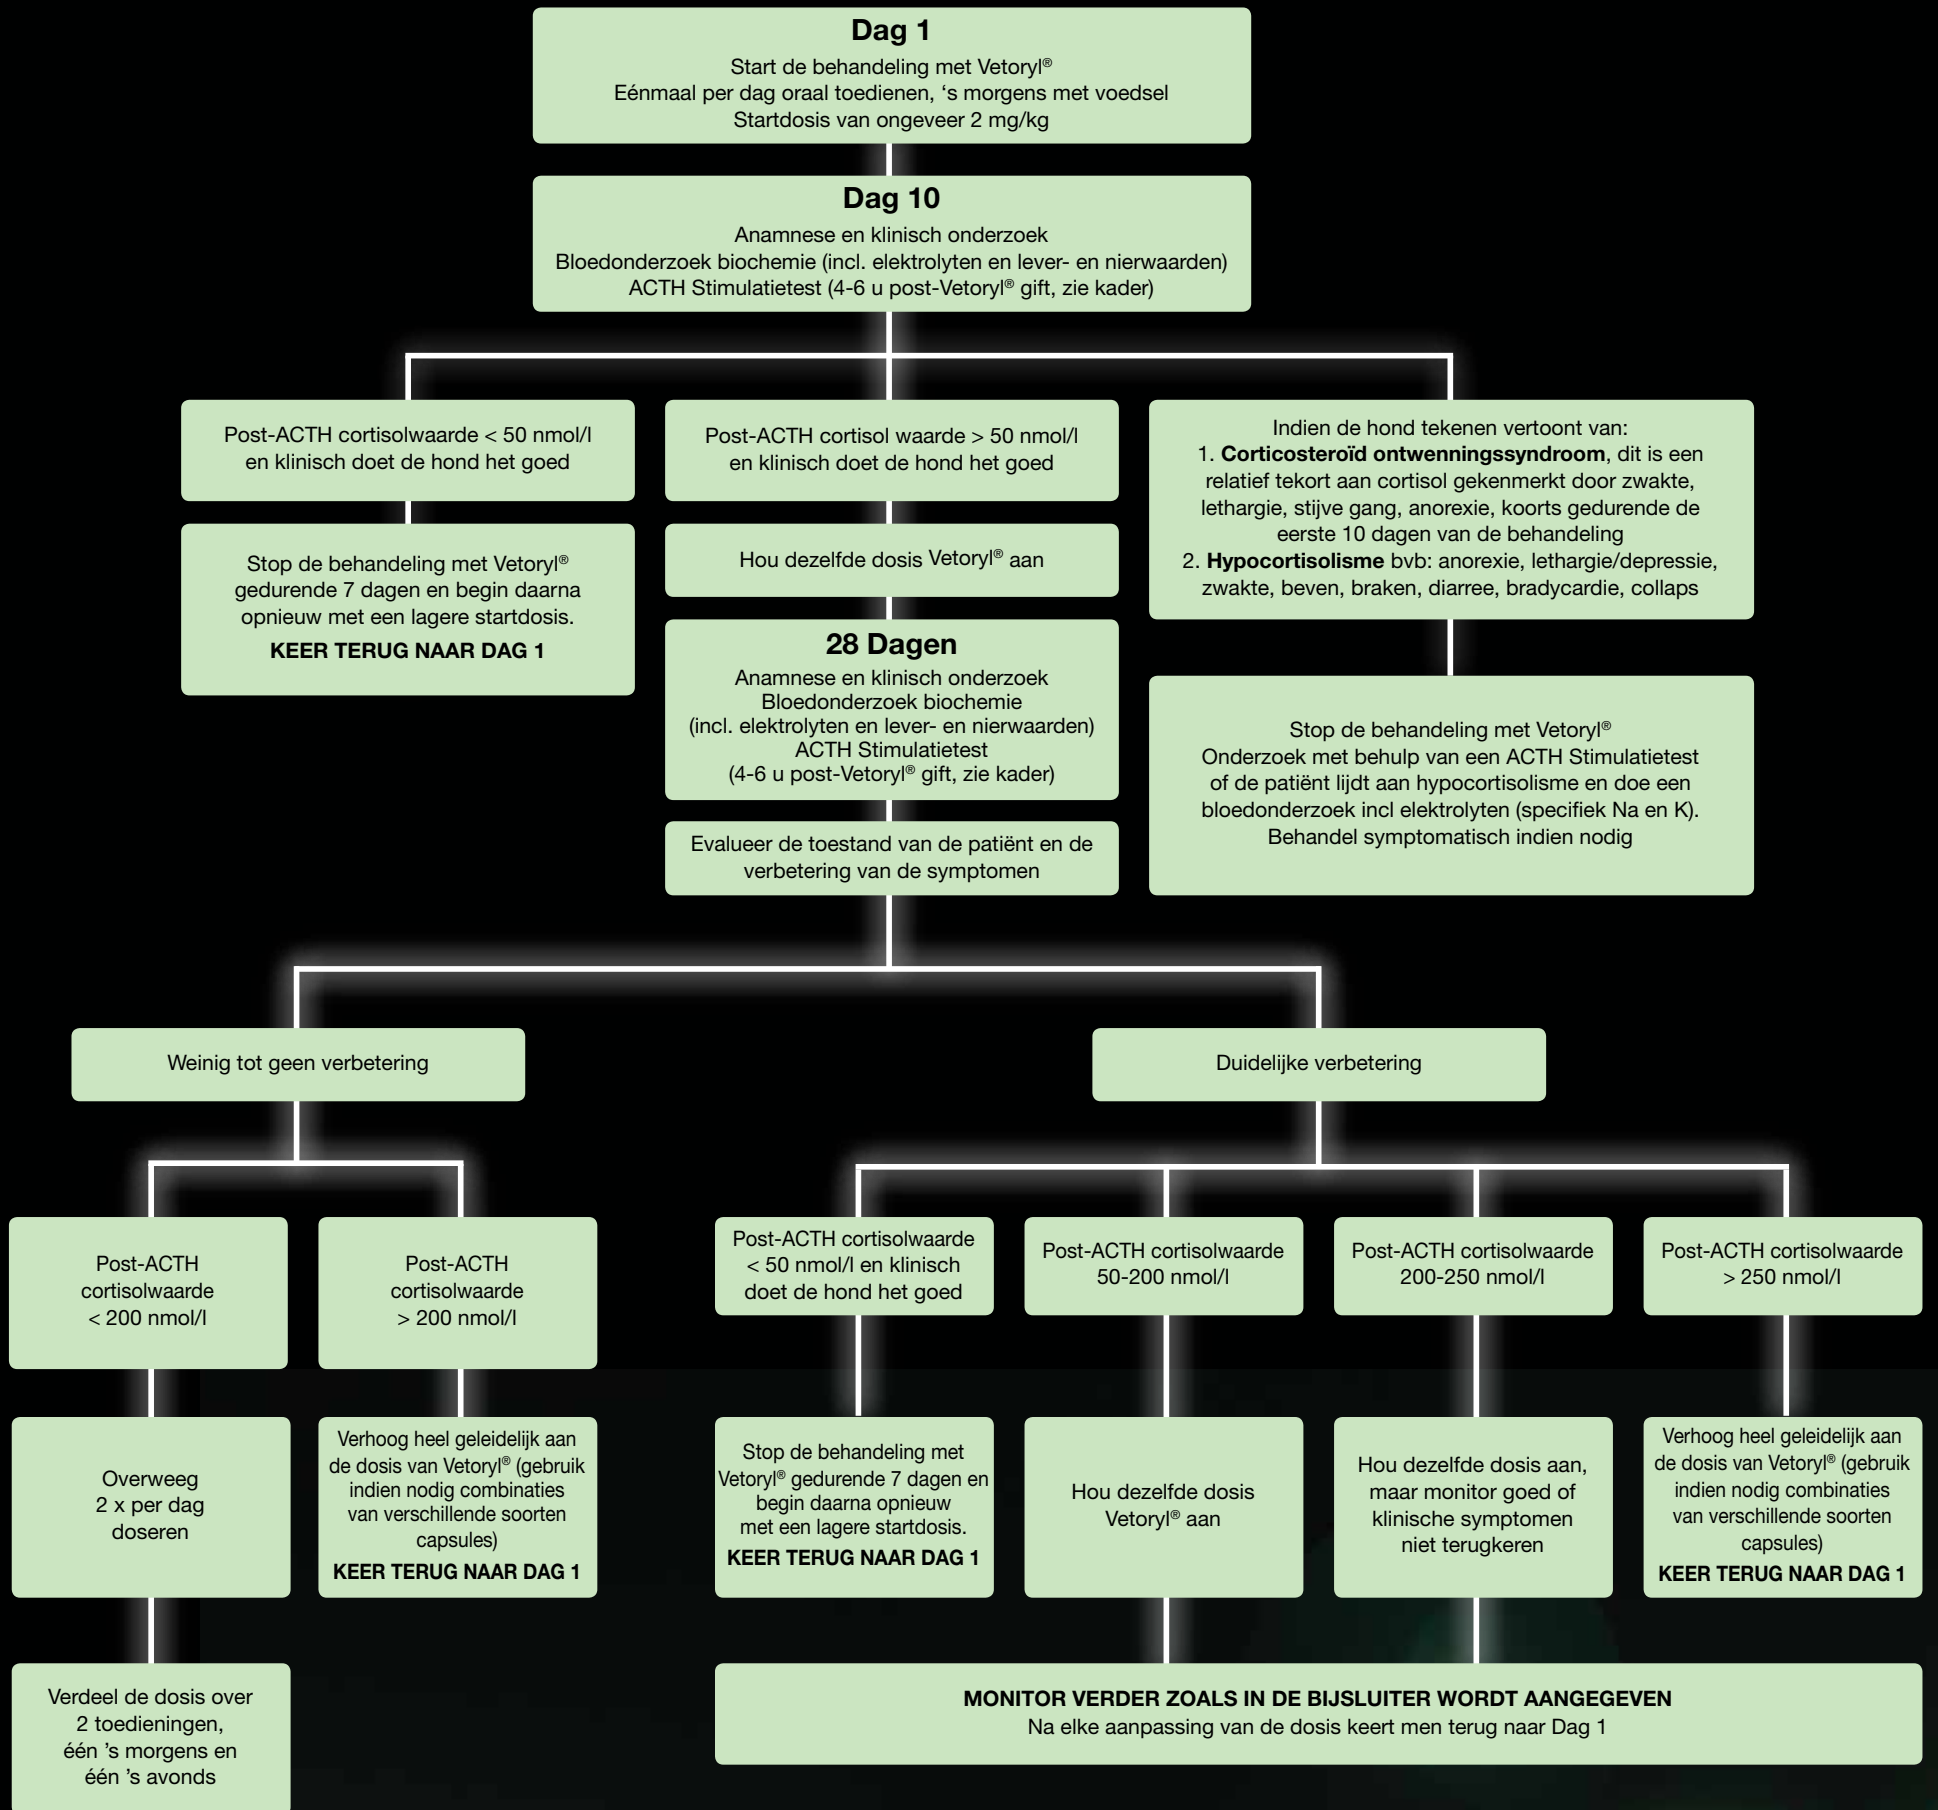 Dag 1
Start de behandeling met Vetoryl®
Eénmaal per dag oraal toedienen, ‘s morgens met voedsel
Startdosis van ongeveer 2 mg/kg
Dag 10
Anamnese en klinisch onderzoek
Bloedonderzoek biochemie (incl. elektrolyten en lever- en nierwaarden)
ACTH Stimulatietest (4-6 u post-Vetoryl® gift, zie kader)
Post-ACTH cortisolwaarde < 50 nmol/l
en klinisch doet de hond het goed
Stop de behandeling met Vetoryl®
gedurende 7 dagen en begin daarna
opnieuw met een lagere startdosis.
KEER TERUG NAAR DAG 1
Post-ACTH cortisol waarde > 50 nmol/l
en klinisch doet de hond het goed
Hou dezelfde dosis Vetoryl® aan
28 Dagen
Anamnese en klinisch onderzoek
Bloedonderzoek biochemie
(incl. elektrolyten en lever- en nierwaarden)
ACTH Stimulatietest
(4-6 u post-Vetoryl® gift, zie kader)
Evalueer de toestand van de patiënt en de
verbetering van de symptomen
Indien de hond tekenen vertoont van:
1. Corticosteroïd ontwenningssyndroom, dit is een
relatief tekort aan cortisol gekenmerkt door zwakte,
lethargie, stijve gang, anorexie, koorts gedurende de
eerste 10 dagen van de behandeling
2. Hypocortisolisme bvb: anorexie, lethargie/depressie,
zwakte, beven, braken, diarree, bradycardie, collaps
Stop de behandeling met Vetoryl®
Onderzoek met behulp van een ACTH Stimulatietest
of de patiënt lijdt aan hypocortisolisme en doe een
bloedonderzoek incl elektrolyten (specifiek Na en K).
Behandel symptomatisch indien nodig
Weinig tot geen verbetering
Duidelijke verbetering
Post-ACTH
cortisolwaarde
< 200 nmol/l
Overweeg
2 x per dag
doseren
Verdeel de dosis over
2 toedieningen,
één ’s morgens en
één ’s avonds
Post-ACTH
cortisolwaarde
> 200 nmol/l
Verhoog heel geleidelijk aan
de dosis van Vetoryl® (gebruik
indien nodig combinaties
van verschillende soorten
capsules)
KEER TERUG NAAR DAG 1
Post-ACTH cortisolwaarde
< 50 nmol/l en klinisch
doet de hond het goed
Stop de behandeling met
Vetoryl® gedurende 7 dagen en
begin daarna opnieuw
met een lagere startdosis.
KEER TERUG NAAR DAG 1
Post-ACTH cortisolwaarde
50-200 nmol/l
Hou dezelfde dosis
Vetoryl® aan
Post-ACTH cortisolwaarde
200-250 nmol/l
Hou dezelfde dosis aan,
maar monitor goed of
klinische symptomen
niet terugkeren
Post-ACTH cortisolwaarde
> 250 nmol/l
Verhoog heel geleidelijk aan
de dosis van Vetoryl® (gebruik
indien nodig combinaties
van verschillende soorten
capsules)
KEER TERUG NAAR DAG 1
MONITOR VERDER ZOALS IN DE BIJSLUITER WORDT AANGEGEVEN
Na elke aanpassing van de dosis keert men terug naar Dag 1